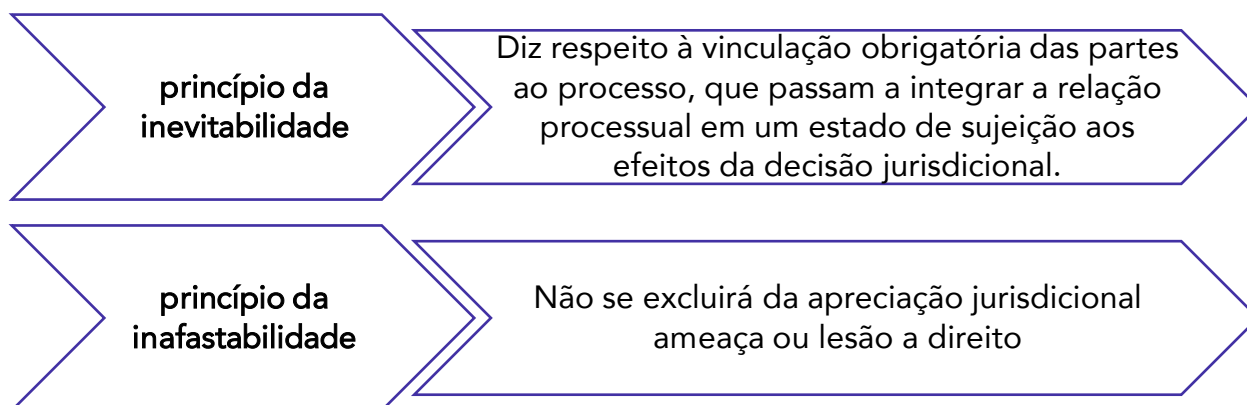 princípio da
inevitabilidade
Diz respeito à vinculação obrigatória das partes
ao processo, que passam a integrar a relação
processual em um estado de sujeição aos
efeitos da decisão jurisdicional.
princípio da
inafastabilidade
Não se excluirá da apreciação jurisdicional
ameaça ou lesão a direito